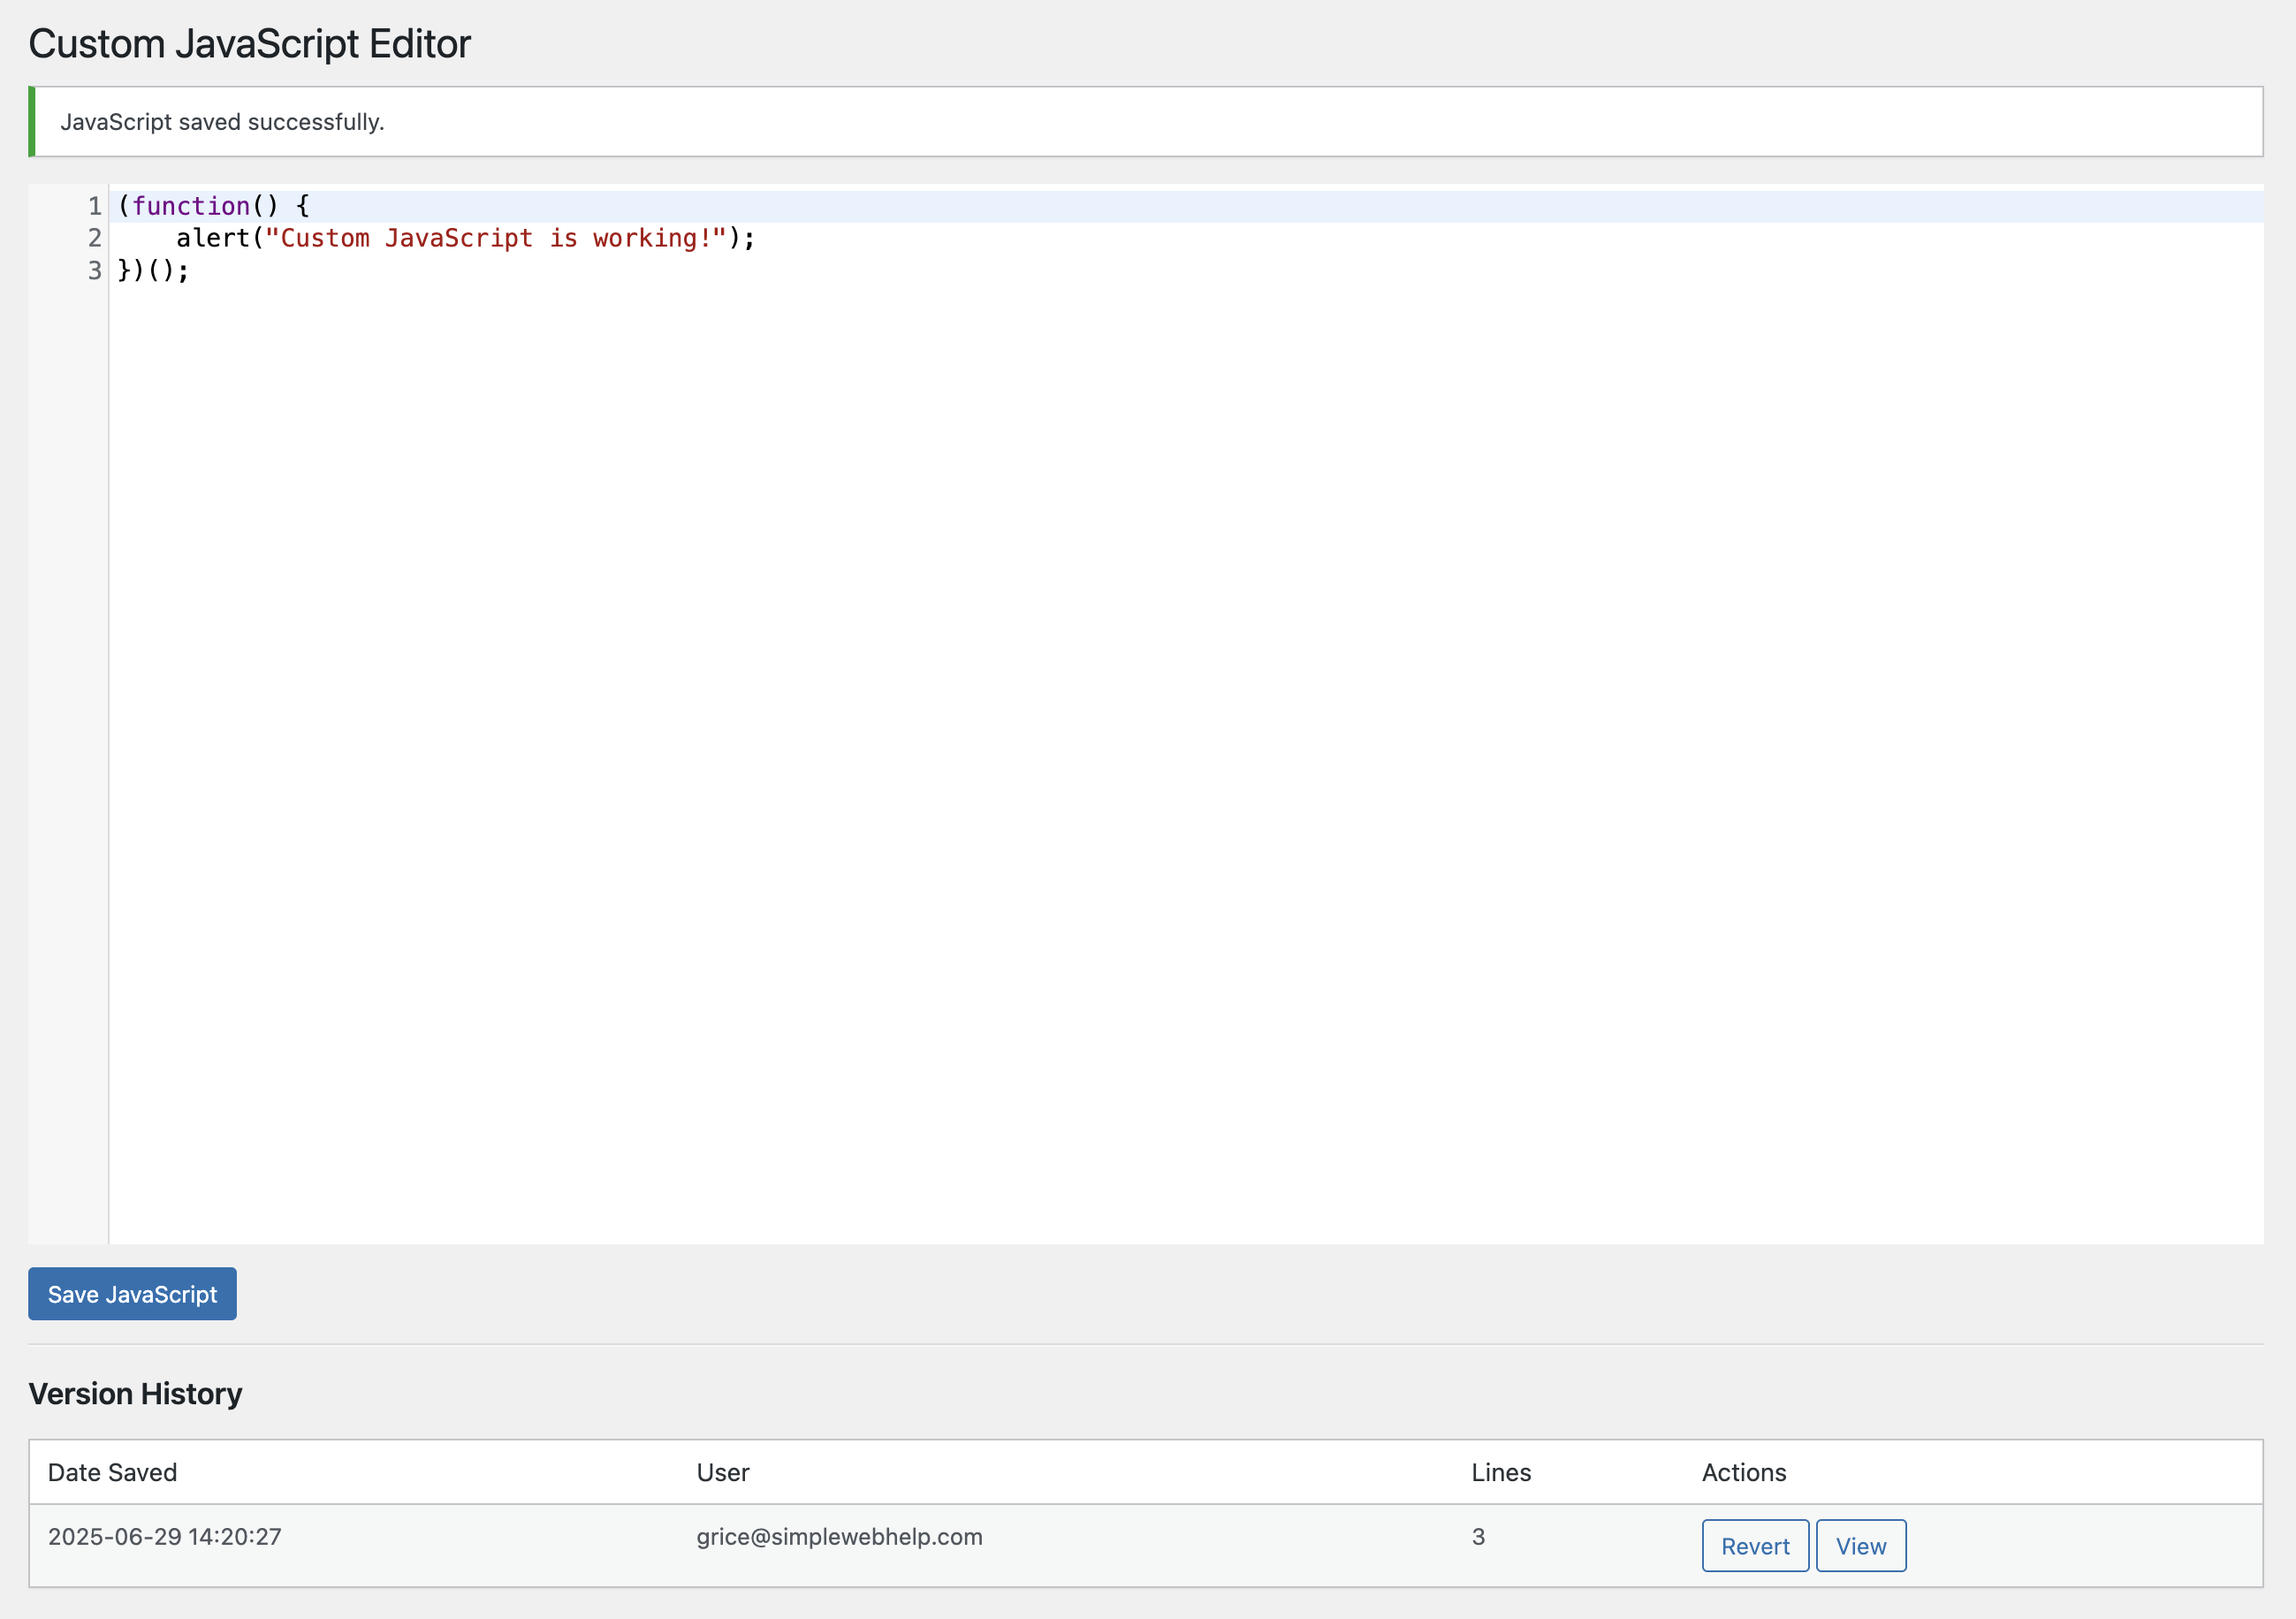 Custom JavaScript Editor
JavaScript saved successfully.
1 (function() {
2     alert("Custom JavaScript is working!");
3 })();
Save JavaScript
Version History
Date Saved User Lines Actions
2025-06-29 14:20:27 grice@simplewebhelp.com 3 Revert View